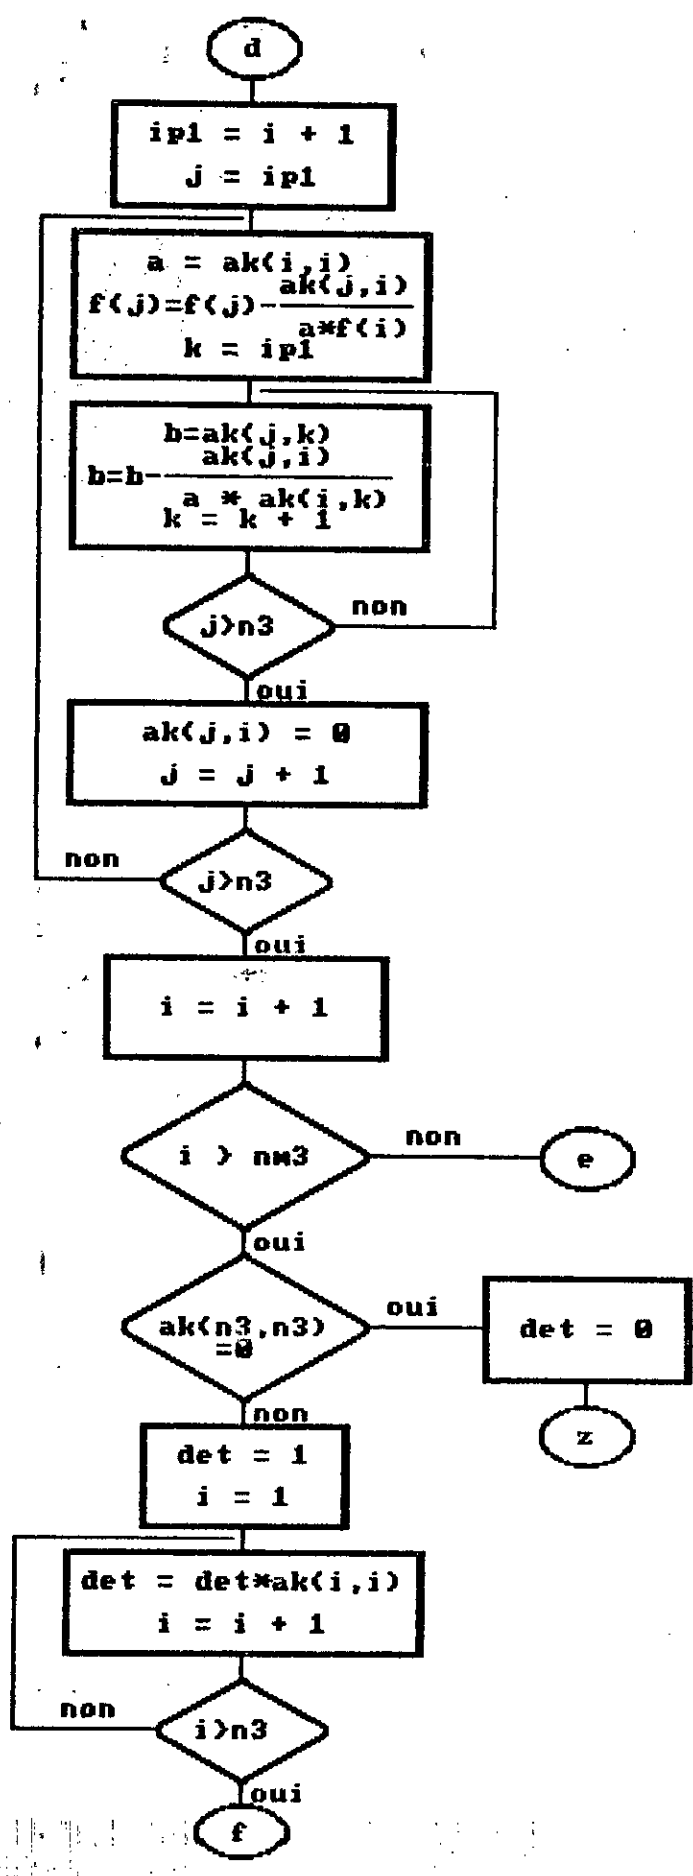 d
ip1 = i + 1
j = ip1
a = ak(i,i)
f(j)=f(j)-ak(j,i)
a*f(i)
k = ip1
b=ak(j,k)
ak(j,i)
b=b-
a * ak(i,k)
k = k + 1
j>n3
non
oui
ak(j,i) = 0
j = j + 1
non
j>n3
oui
i = i + 1
i > nm3
non
e
oui
ak(n3,n3)
=0
oui
det = 0
z
non
det = 1
i = 1
det = det*ak(i,i)
i = i + 1
non
i>n3
oui
f